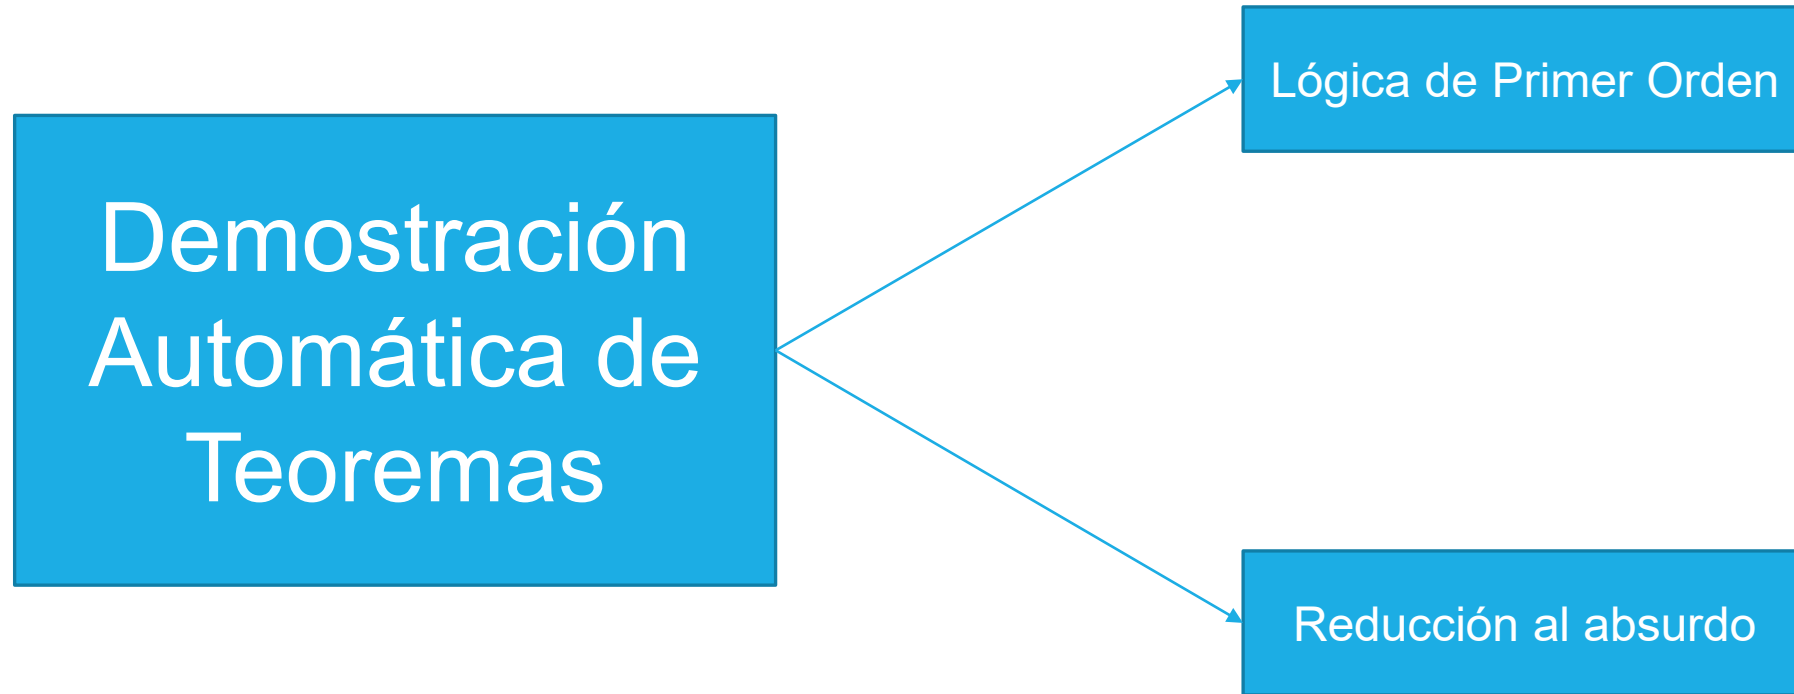 Demostración
Automática de
Teoremas
Lógica de Primer Orden
Reducción al absurdo